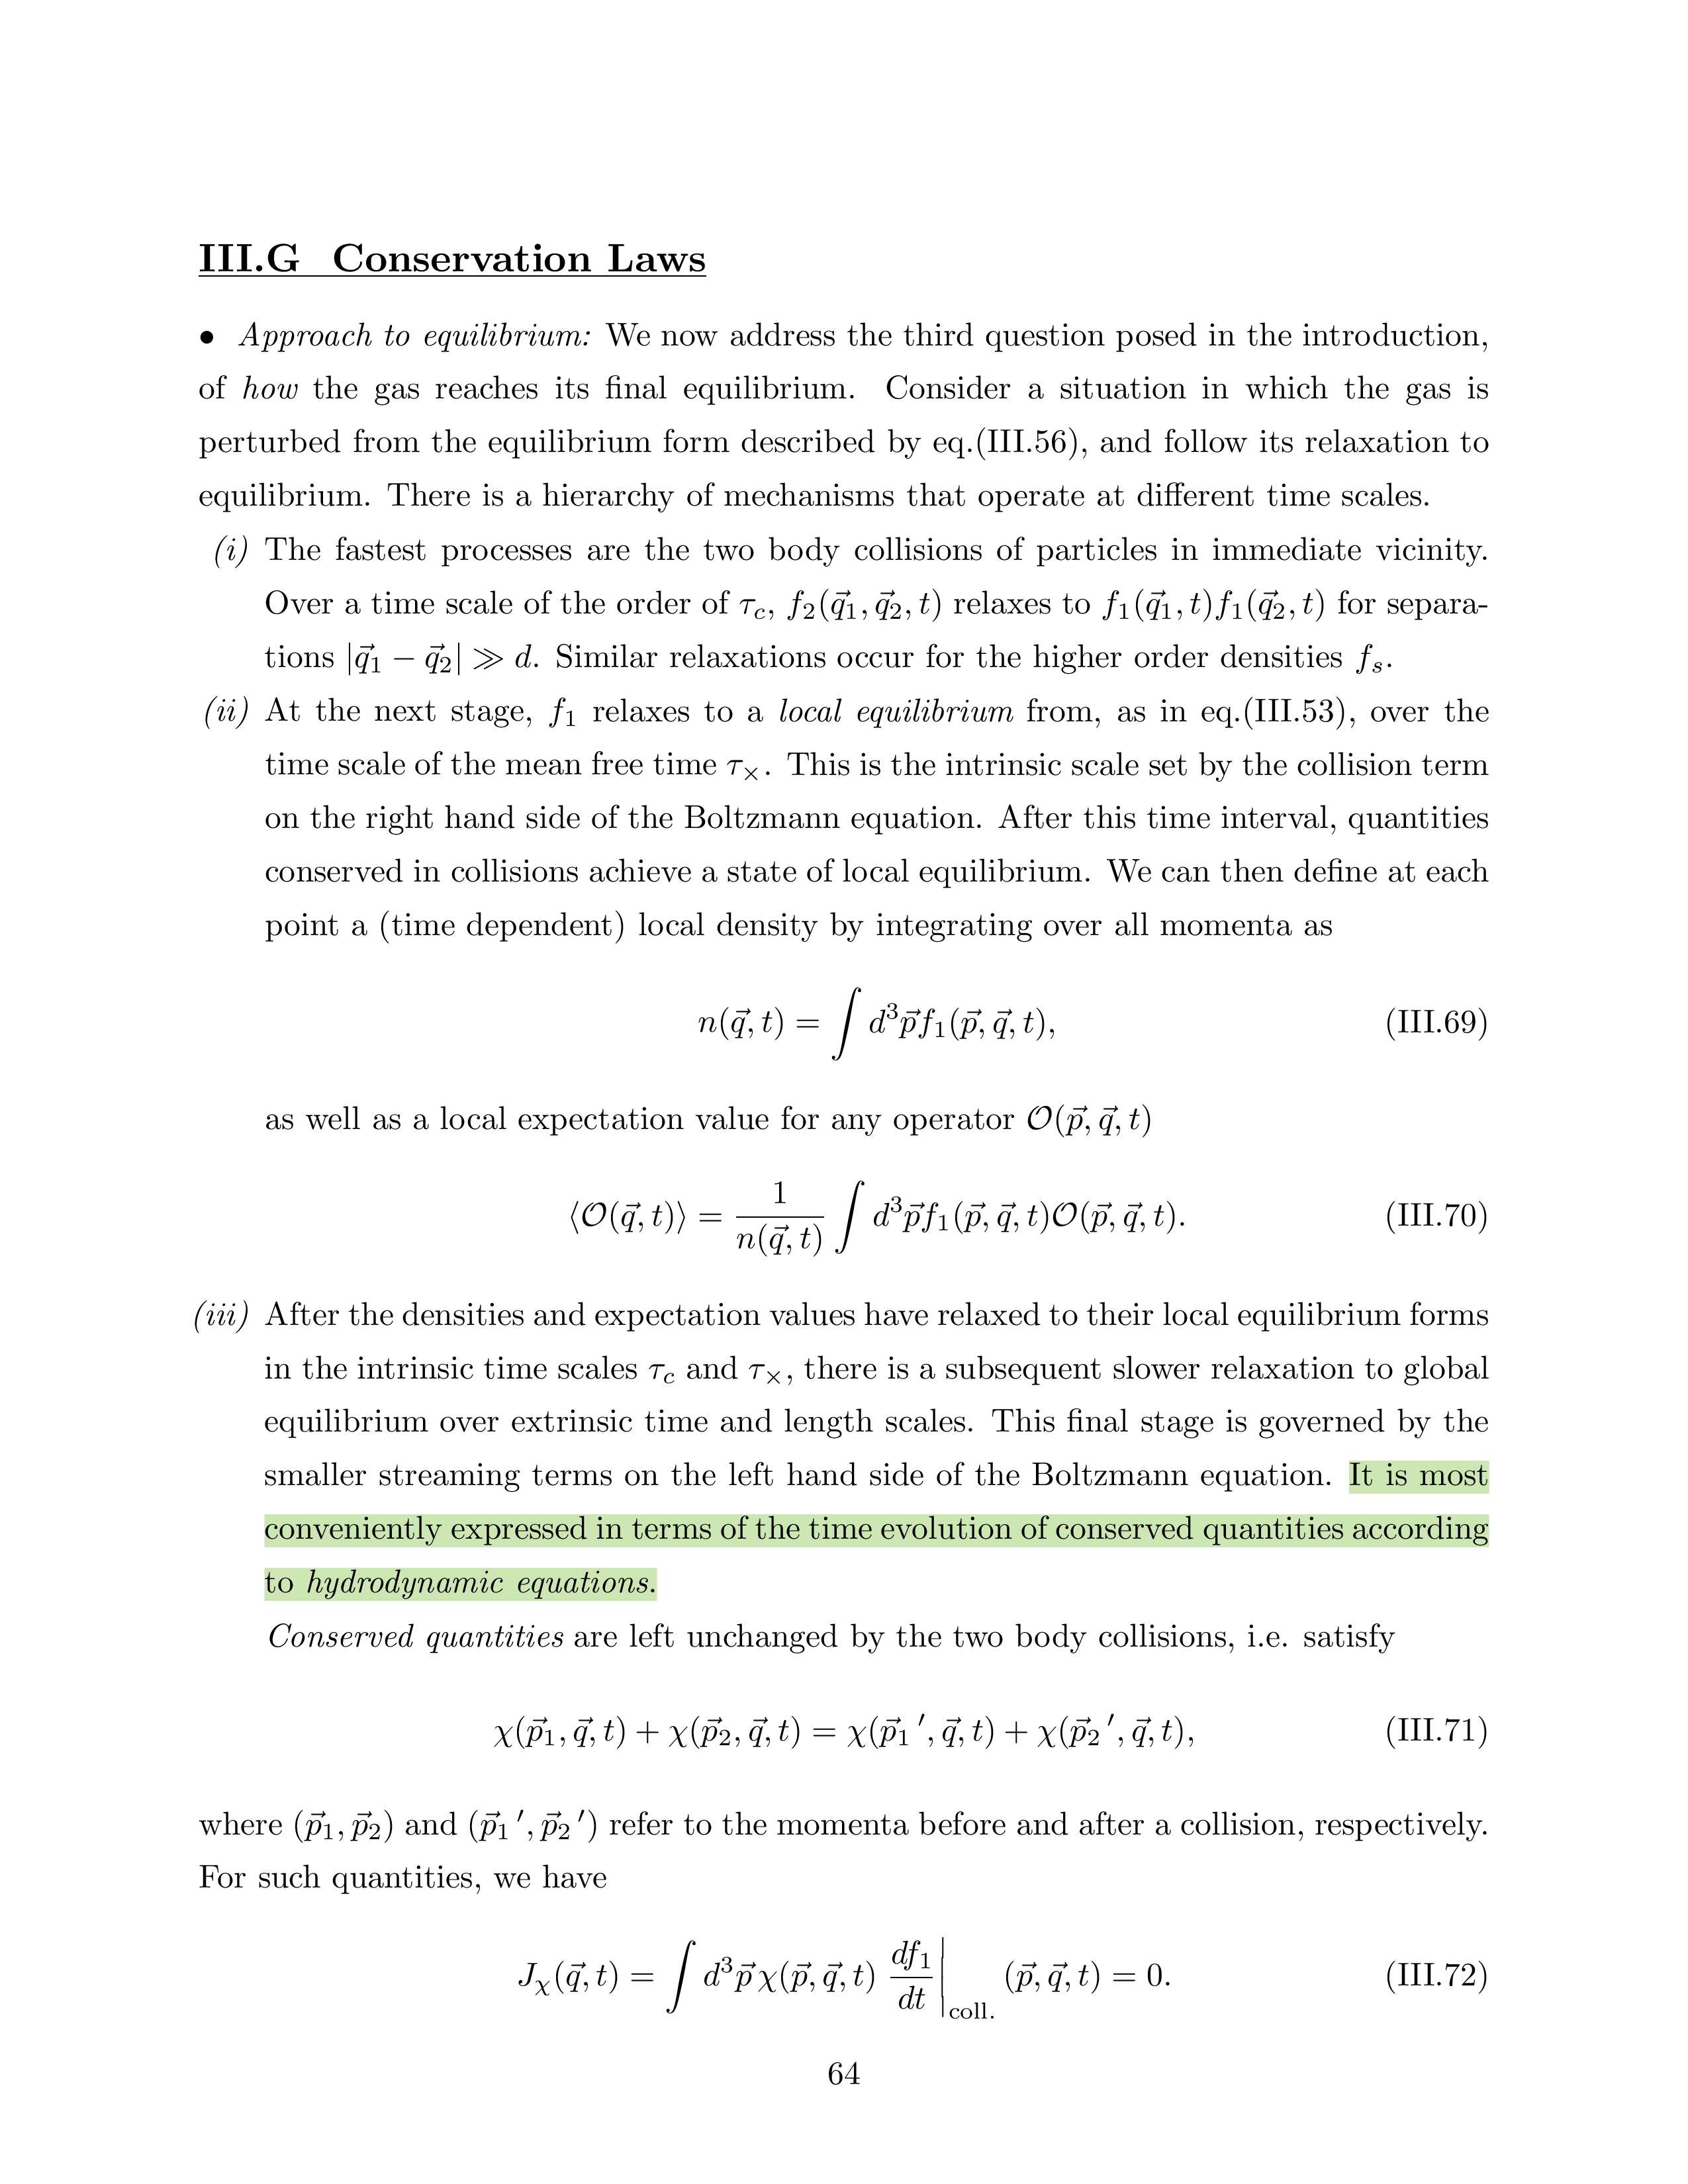 III.G Conservation Laws
• Approach to equilibrium: We now address the third question posed in the introduction,
of how the gas reaches its final equilibrium. Consider a situation in which the gas is
perturbed from the equilibrium form described by eq.(III.56), and follow its relaxation to
equilibrium. There is a hierarchy of mechanisms that operate at different time scales.
(i) The fastest processes are the two body collisions of particles in immediate vicinity.
Over a time scale of the order of $\tau_c$, $f_2(\vec{q}_1, \vec{q}_2, t)$ relaxes to $f_1(\vec{q}_1, t)f_1(\vec{q}_2, t)$ for separa-
tions $|\vec{q}_1 - \vec{q}_2| \gg d$. Similar relaxations occur for the higher order densities $f_s$.
(ii) At the next stage, $f_1$ relaxes to a local equilibrium from, as in eq.(III.53), over the
time scale of the mean free time $\tau_\times$. This is the intrinsic scale set by the collision term
on the right hand side of the Boltzmann equation. After this time interval, quantities
conserved in collisions achieve a state of local equilibrium. We can then define at each
point a (time dependent) local density by integrating over all momenta as
$n(\vec{q}, t) = \int d^3\vec{p} f_1(\vec{p}, \vec{q}, t),$ (III.69)
as well as a local expectation value for any operator $\mathcal{O}(\vec{p}, \vec{q}, t)$
$\langle \mathcal{O}(\vec{q}, t) \rangle = \frac{1}{n(\vec{q}, t)} \int d^3\vec{p} f_1(\vec{p}, \vec{q}, t) \mathcal{O}(\vec{p}, \vec{q}, t).$ (III.70)
(iii) After the densities and expectation values have relaxed to their local equilibrium forms
in the intrinsic time scales $\tau_c$ and $\tau_\times$, there is a subsequent slower relaxation to global
equilibrium over extrinsic time and length scales. This final stage is governed by the
smaller streaming terms on the left hand side of the Boltzmann equation. It is most
conveniently expressed in terms of the time evolution of conserved quantities according
to hydrodynamic equations.
Conserved quantities are left unchanged by the two body collisions, i.e. satisfy
$\chi(\vec{p}_1, \vec{q}, t) + \chi(\vec{p}_2, \vec{q}, t) = \chi(\vec{p}_1\,', \vec{q}, t) + \chi(\vec{p}_2\,', \vec{q}, t),$ (III.71)
where $(\vec{p}_1, \vec{p}_2)$ and $(\vec{p}_1\,', \vec{p}_2\,')$ refer to the momenta before and after a collision, respectively.
For such quantities, we have
$J_\chi(\vec{q}, t) = \int d^3\vec{p}\, \chi(\vec{p}, \vec{q}, t) \left. \frac{df_1}{dt} \right|_{\text{coll.}} (\vec{p}, \vec{q}, t) = 0.$ (III.72)
64